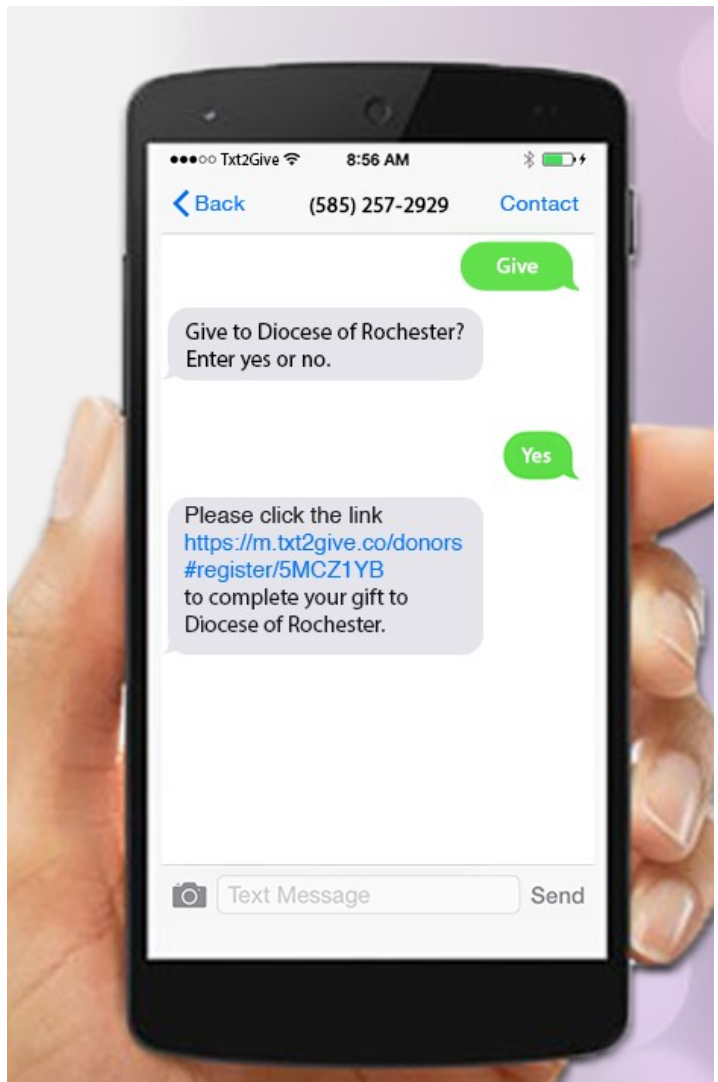 Txt2Give 8:56 AM
Back (585) 257-2929 Contact
Give
Give to Diocese of Rochester?
Enter yes or no.
Yes
Please click the link
https://m.txt2give.co/donors
#register/5MCZ1YB
to complete your gift to
Diocese of Rochester.
Text Message Send